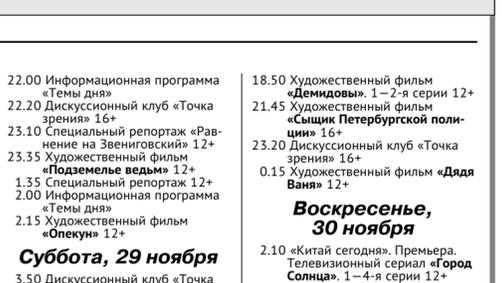 22.00 Информационная программа
«Темы дня»
22.20 Дискуссионный клуб «Точка
зрения» 16+
23.10 Специальный репортаж «Рав-
нение на Звениговский» 12+
23.35 Художественный фильм
«Подземелье ведьм» 12+
1.35 Специальный репортаж 12+
2.00 Информационная программа
«Темы дня»
2.15 Художественный фильм
«Опекун» 12+
Суббота, 29 ноября
3.50 Дискуссионный клуб «Точка
18.50 Художественный фильм
«Демидовы». 1—2-я серии 12+
21.45 Художественный фильм
«Сыщик Петербургской поли-
ции» 16+
23.20 Дискуссионный клуб «Точка
зрения» 16+
0.15 Художественный фильм «Дядя
Ваня» 12+
Воскресенье,
30 ноября
2.10 «Китай сегодня». Премьера.
Телевизионный сериал «Город
Солнца». 1—4-я серии 12+